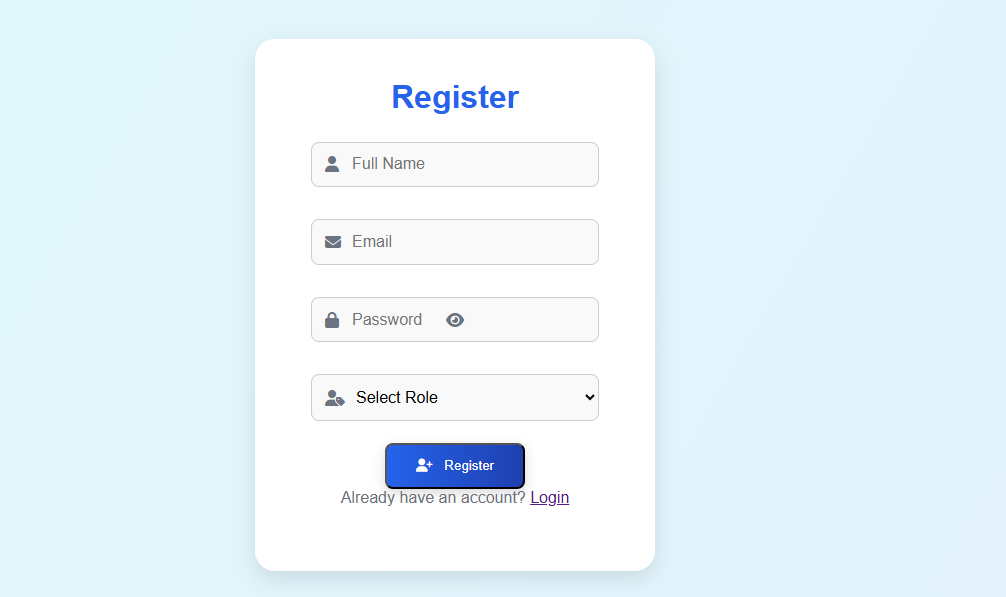 Register
Full Name
Email
Password
Select Role
Register
Already have an account? Login